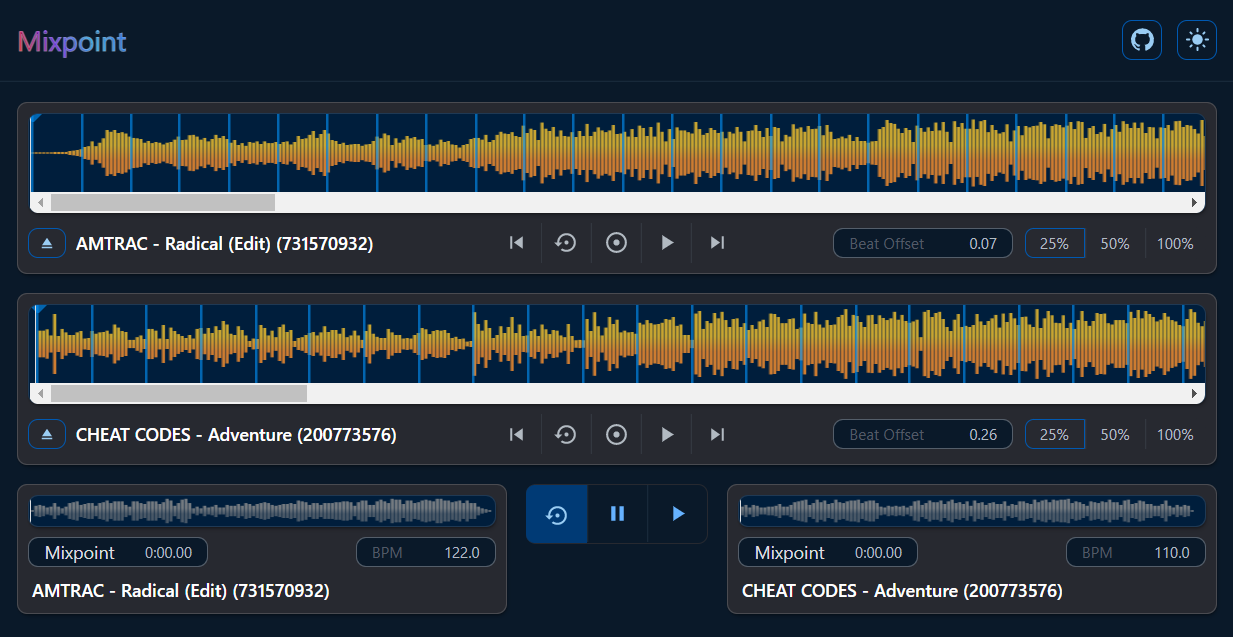 Mixpoint
AMTRAC - Radical (Edit) (731570932)
Beat Offset 0.07
25% 50% 100%
CHEAT CODES - Adventure (200773576)
Beat Offset 0.26
25% 50% 100%
Mixpoint 0:00.00
BPM 122.0
AMTRAC - Radical (Edit) (731570932)
Mixpoint 0:00.00
BPM 110.0
CHEAT CODES - Adventure (200773576)